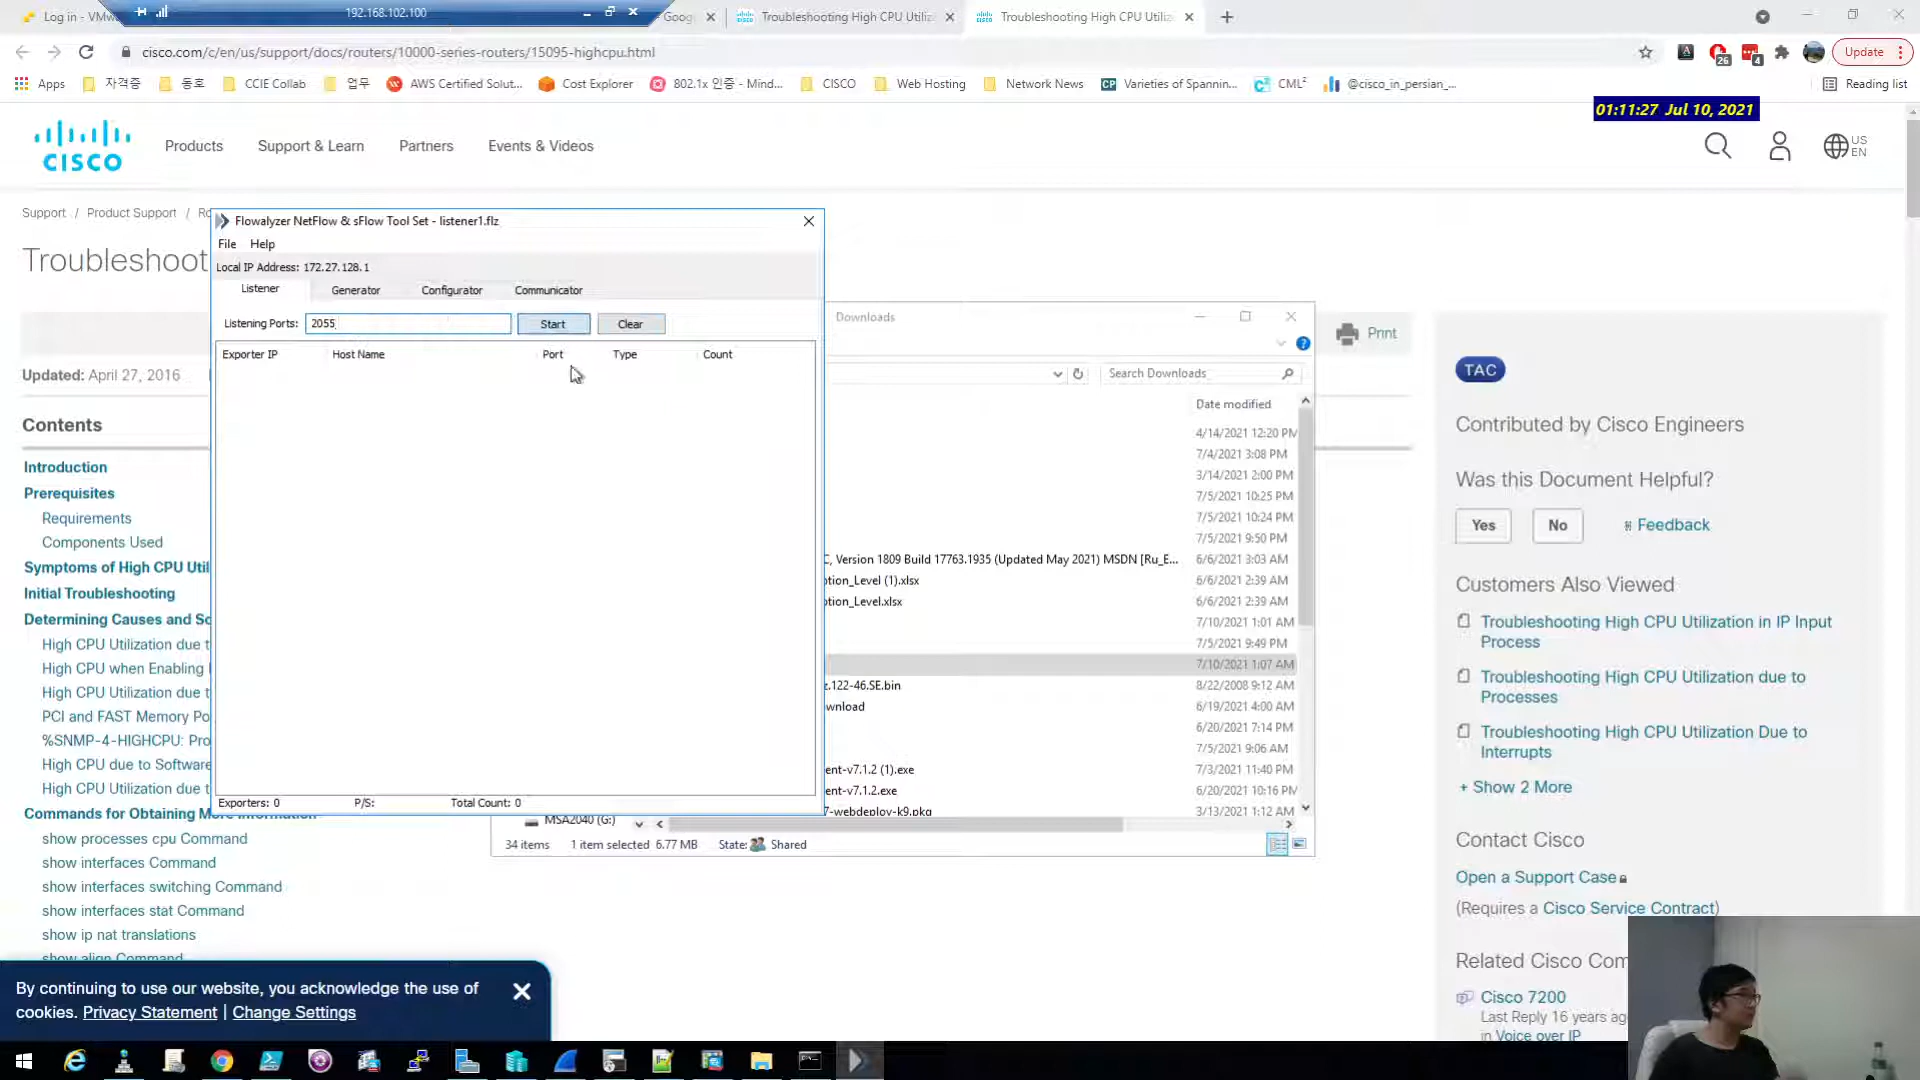 Log in - VMw
192.168.102.100
Goog
Troubleshooting High CPU Utiliz
Troubleshooting High CPU Utiliz
cisco.com/c/en/us/support/docs/routers/10000-series-routers/15095-highcpu.html
26
4
Update
Apps
자격증
동호
CCIE Collab
업무
AWS Certified Solut...
Cost Explorer
802.1x 인증 - Mind...
CISCO
Web Hosting
Network News
CP
Varieties of Spannin...
CML²
@cisco_in_persian_...
Reading list
01:11:27 Jul 10, 2021
CISCO
Products
Support & Learn
Partners
Events & Videos
US
EN
Support / Product Support / Ro
Troubleshoot
Flowalyzer NetFlow & sFlow Tool Set - listener1.flz
File Help
Local IP Address: 172.27.128.1
Listener
Generator
Configurator
Communicator
Listening Ports:
2055
Start
Clear
Exporter IP
Host Name
Port
Type
Count
Exporters: 0
P/S:
Total Count: 0
Downloads
Search Downloads
Date modified
4/14/2021 12:20 PM
7/4/2021 3:08 PM
3/14/2021 2:00 PM
7/5/2021 10:25 PM
7/5/2021 10:24 PM
7/5/2021 9:50 PM
C, Version 1809 Build 17763.1935 (Updated May 2021) MSDN [Ru_E...
6/6/2021 3:03 AM
ption_Level (1).xlsx
6/6/2021 2:39 AM
ption_Level.xlsx
6/6/2021 2:39 AM
7/10/2021 1:01 AM
7/5/2021 9:49 PM
7/10/2021 1:07 AM
z.122-46.SE.bin
8/22/2008 9:12 AM
wnload
6/19/2021 4:00 AM
6/20/2021 7:14 PM
7/5/2021 9:06 AM
ent-v7.1.2 (1).exe
7/3/2021 11:40 PM
ent-v7.1.2.exe
6/20/2021 10:16 PM
7-webdeploy-k9.pkg
3/13/2021 1:12 AM
MSA2040 (G:)
34 items
1 item selected 6.77 MB
State:
Shared
Updated: April 27, 2016
Contents
Introduction
Prerequisites
Requirements
Components Used
Symptoms of High CPU Util
Initial Troubleshooting
Determining Causes and So
High CPU Utilization due t
High CPU when Enabling
High CPU Utilization due t
PCI and FAST Memory Po
%SNMP-4-HIGHCPU: Pro
High CPU due to Software
High CPU Utilization due t
Commands for Obtaining More Information
show processes cpu Command
show interfaces Command
show interfaces switching Command
show interfaces stat Command
show ip nat translations
show align Command
By continuing to use our website, you acknowledge the use of
cookies. Privacy Statement | Change Settings
Print
TAC
Contributed by Cisco Engineers
Was this Document Helpful?
Yes
No
Feedback
Customers Also Viewed
Troubleshooting High CPU Utilization in IP Input
Process
Troubleshooting High CPU Utilization due to
Processes
Troubleshooting High CPU Utilization Due to
Interrupts
+ Show 2 More
Contact Cisco
Open a Support Case
(Requires a Cisco Service Contract)
Related Cisco Com
Cisco 7200
Last Reply 16 years ago
in Voice over IP